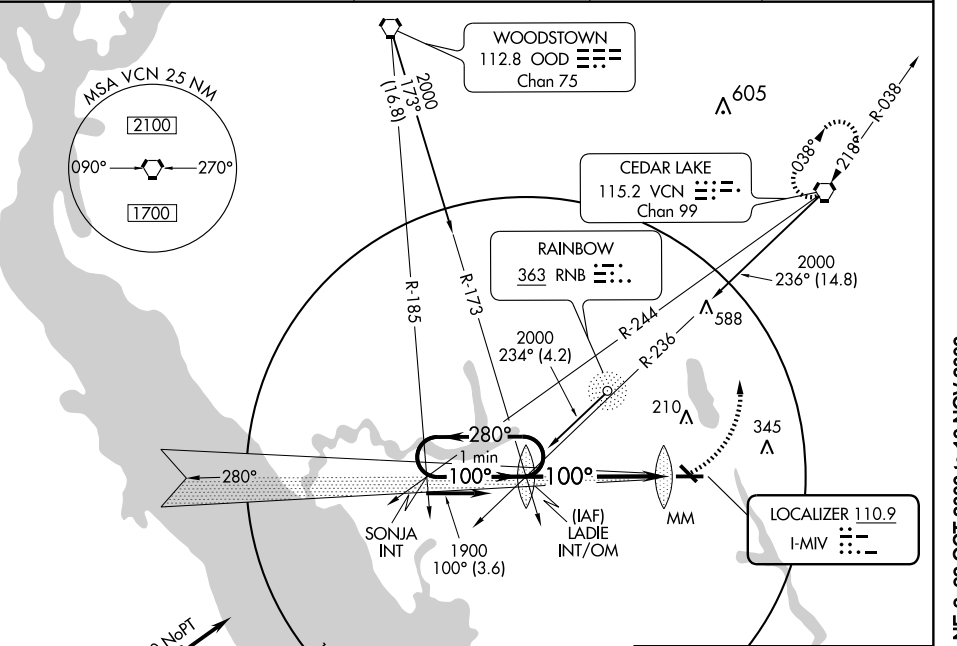 WOODSTOWN
112.8 OOD
Chan 75
MSA VCN 25 NM
2100
090°
270°
1700
2000
173°
(16.8)
605
R-038
038°
218°
CEDAR LAKE
115.2 VCN
Chan 99
RAINBOW
363 RNB
2000
236° (14.8)
588
R-185
R-173
R-244
R-236
2000
234° (4.2)
210
345
280°
1 min
100°
100°
280°
SONJA
INT
1900
100° (3.6)
(IAF)
LADIE
INT/OM
MM
LOCALIZER 110.9
I-MIV
NoPT